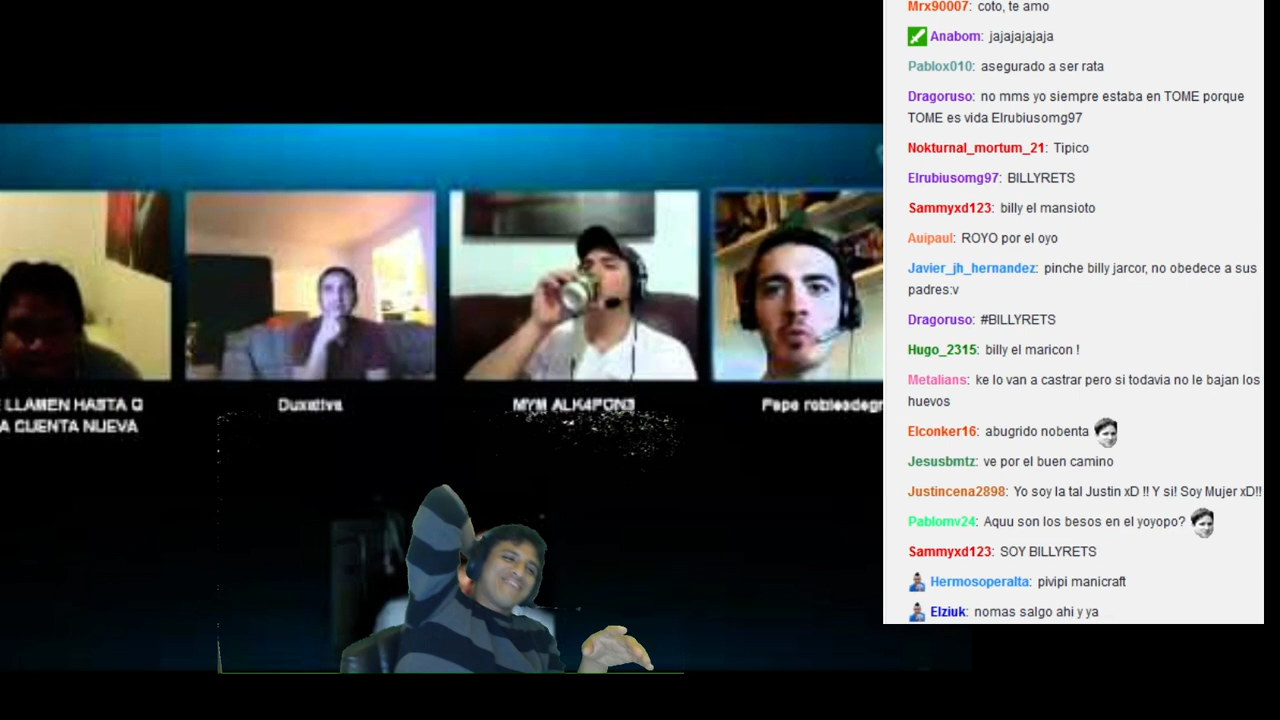 LLAMEN HASTA Q
A CUENTA NUEVA
Duxativa
MYM ALK4PON3
Pepe roblesdegr
Mrx90007: coto, te amo
Anabom: jajajajajaja
Pablox010: asegurado a ser rata
Dragoruso: no mms yo siempre estaba en TOME porque
TOME es vida Elrubiusomg97
Nokturnal_mortum_21: Tipico
Elrubiusomg97: BILLYRETS
Sammyxd123: billy el mansioto
Auipaul: ROYO por el oyo
Javier_jh_hernandez: pinche billy jarcor, no obedece a sus
padres:v
Dragoruso: #BILLYRETS
Hugo_2315: billy el maricon !
Metalians: ke lo van a castrar pero si todavia no le bajan los
huevos
Elconker16: abugrido nobenta
Jesusbmtz: ve por el buen camino
Justincena2898: Yo soy la tal Justin xD !! Y si! Soy Mujer xD!!
Pablomv24: Aquu son los besos en el yoyopo?
Sammyxd123: SOY BILLYRETS
Hermosoperalta: pivipi manicraft
Elziuk: nomas salgo ahi y ya